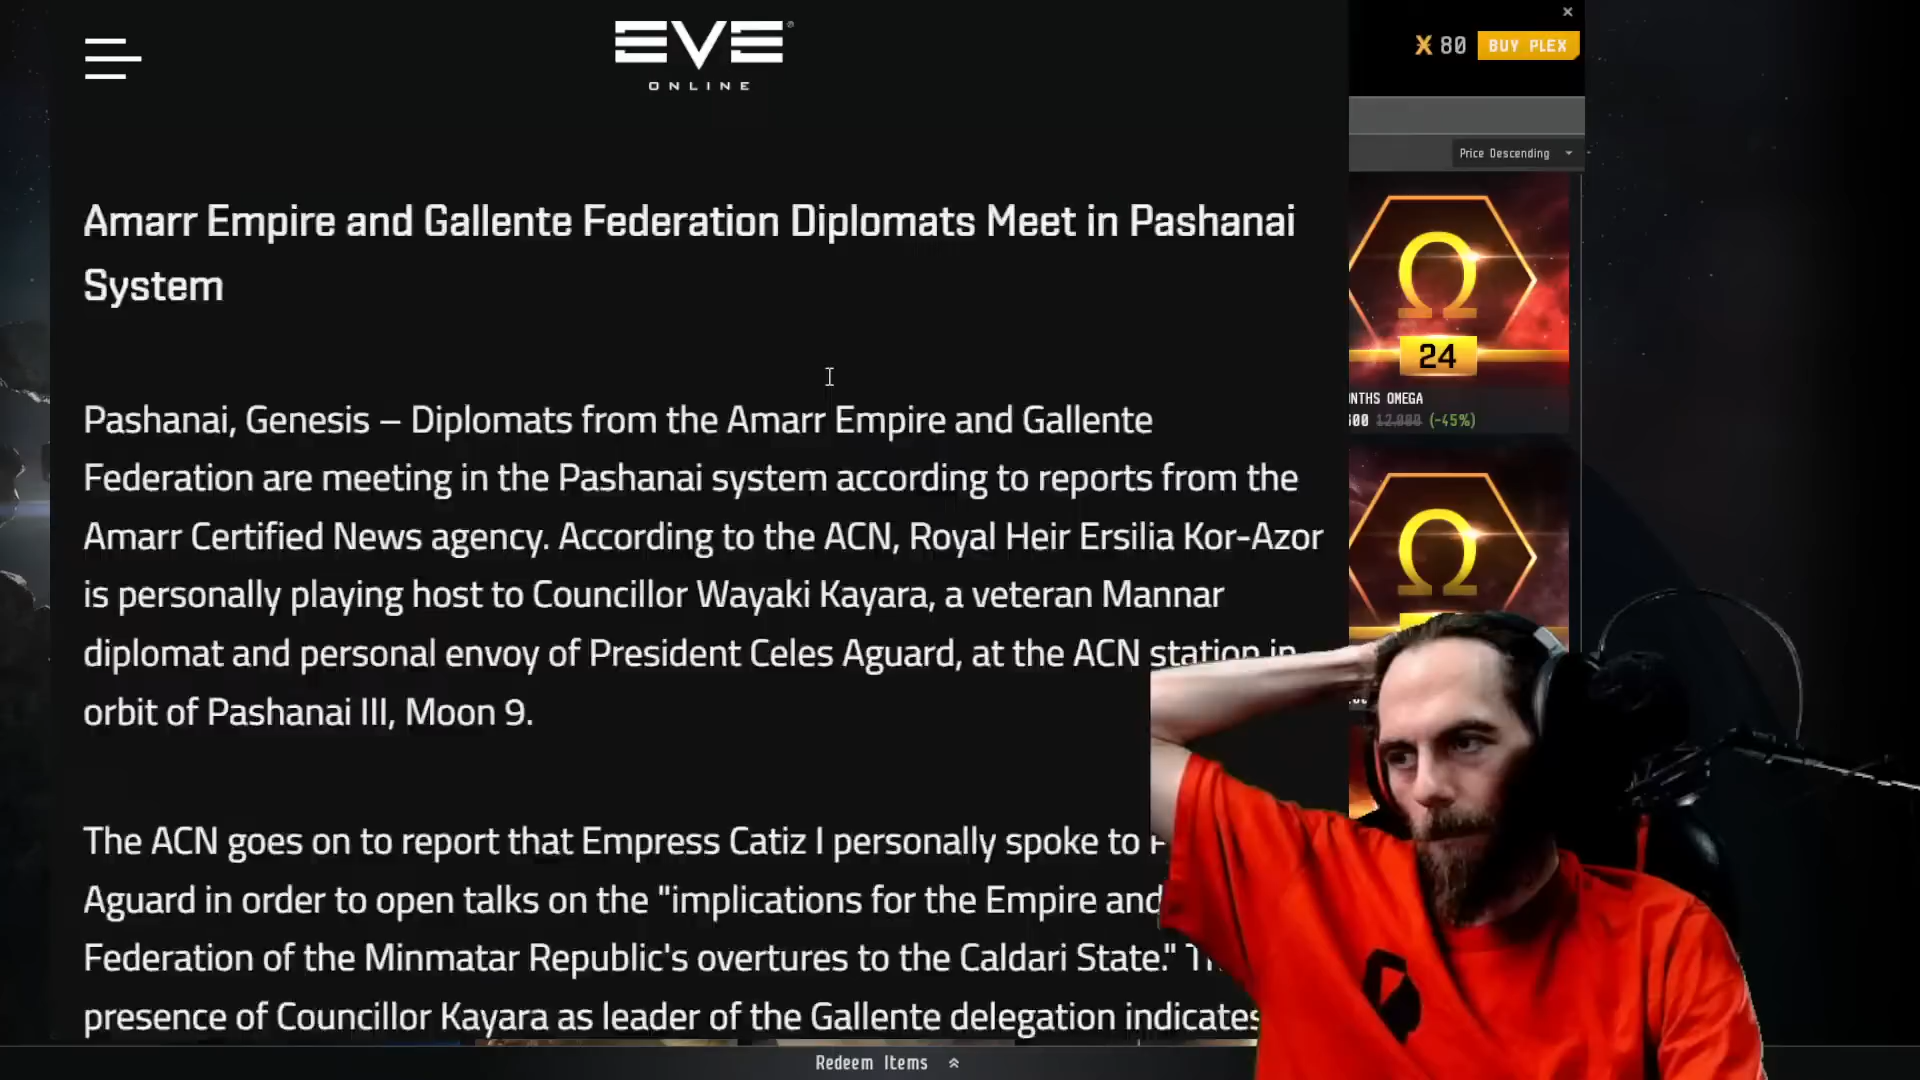 EVE
ONLINE
80
BUY PLEX
Price Descending
Amarr Empire and Gallente Federation Diplomats Meet in Pashanai
System
Ω
24
NTHS OMEGA
600 12,000 (-45%)
Pashanai, Genesis – Diplomats from the Amarr Empire and Gallente
Federation are meeting in the Pashanai system according to reports from the
Amarr Certified News agency. According to the ACN, Royal Heir Ersilia Kor-Azor
is personally playing host to Councillor Wayaki Kayara, a veteran Mannar
diplomat and personal envoy of President Celes Aguard, at the ACN station in
orbit of Pashanai III, Moon 9.
Ω
The ACN goes on to report that Empress Catiz I personally spoke to
Aguard in order to open talks on the "implications for the Empire and
Federation of the Minmatar Republic's overtures to the Caldari State."
presence of Councillor Kayara as leader of the Gallente delegation indicates
Redeem Items